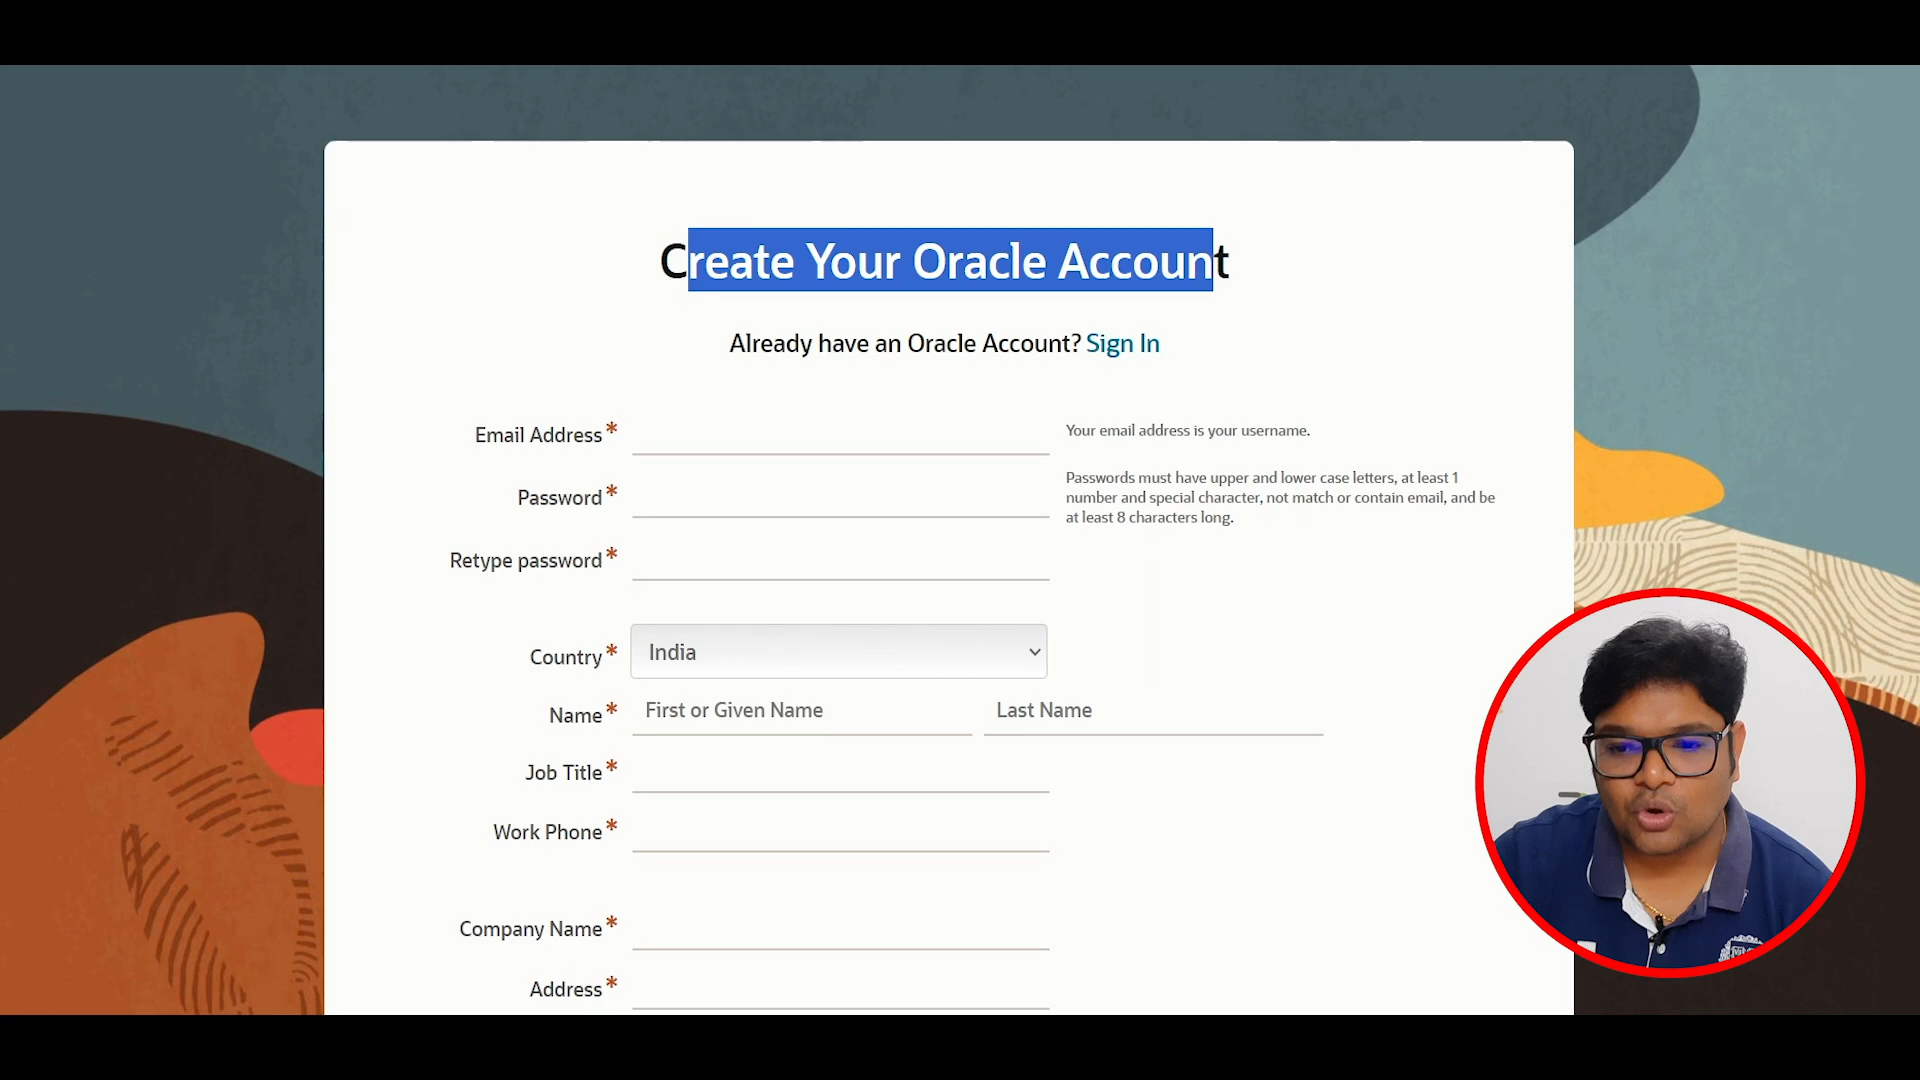 Create Your Oracle Account
Already have an Oracle Account? Sign In
Email Address *
Your email address is your username.
Password *
Passwords must have upper and lower case letters, at least 1
number and special character, not match or contain email, and be
at least 8 characters long.
Retype password *
Country * India
Name * First or Given Name Last Name
Job Title *
Work Phone *
Company Name *
Address *